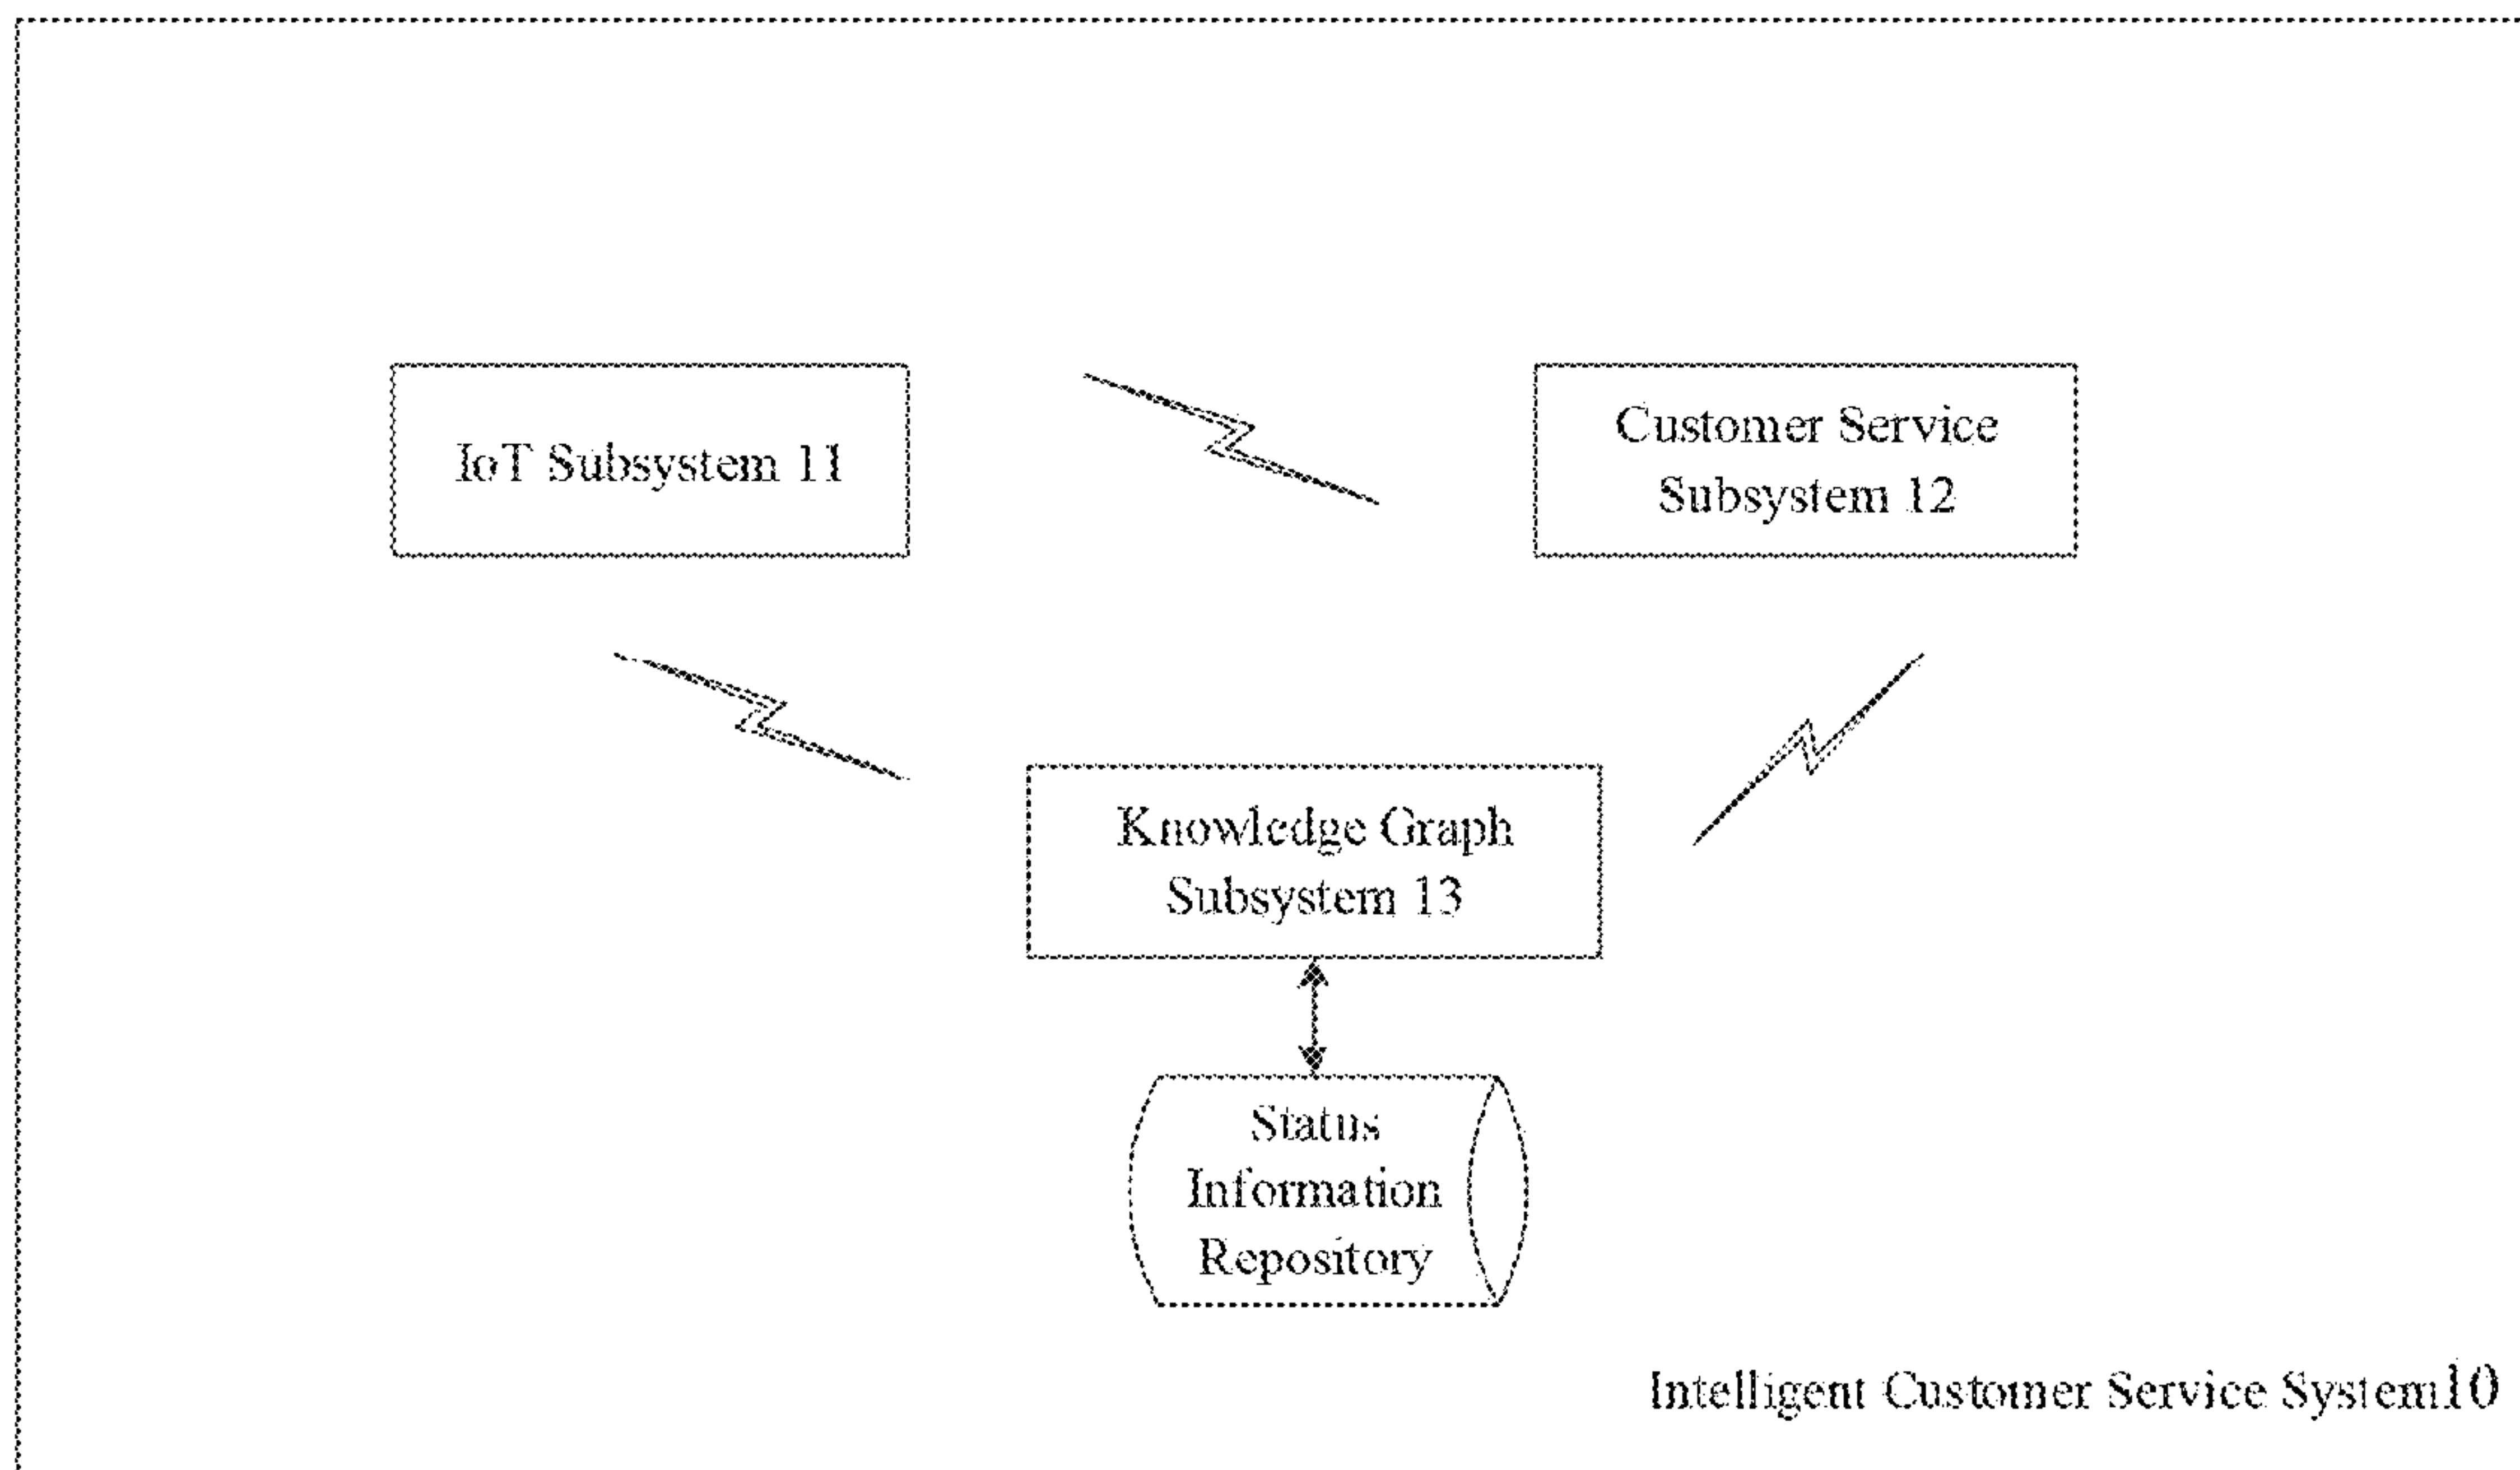 IoT Subsystem 11
Customer Service
Subsystem 12
Knowledge Graph
Subsystem 13
Status
Information
Repository
Intelligent Customer Service System10